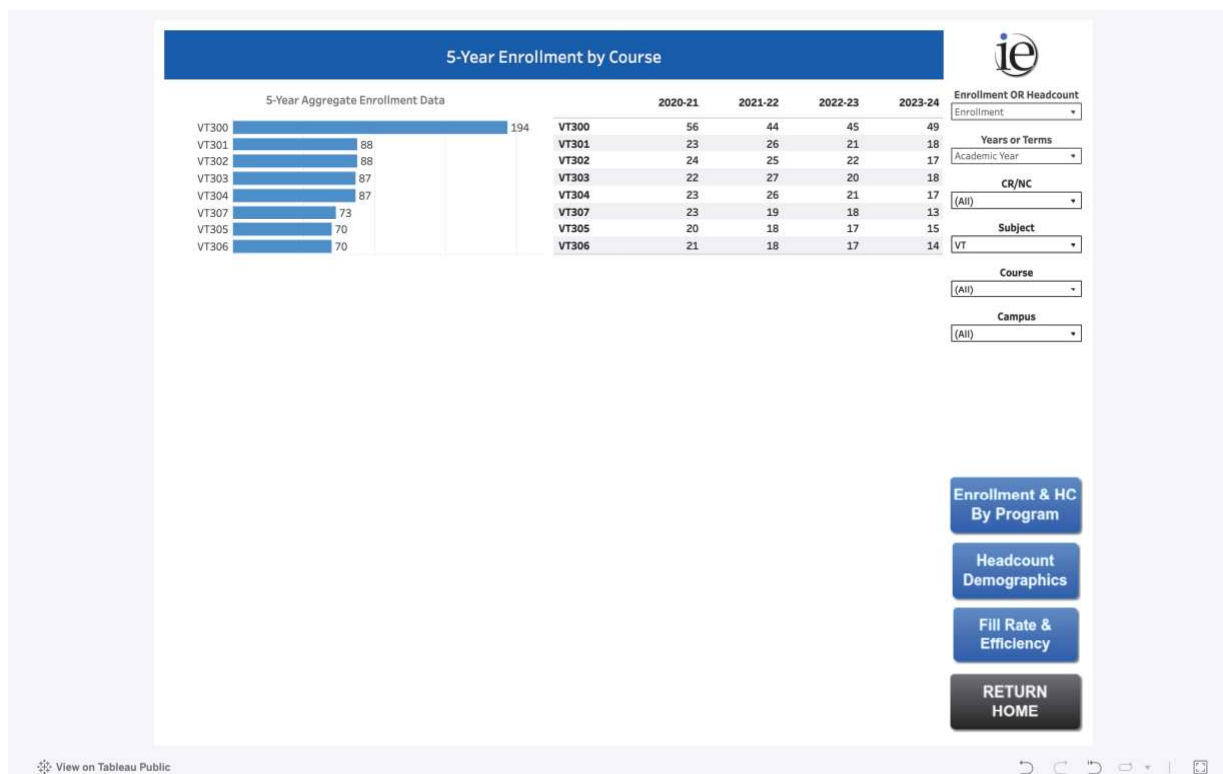 5-Year Enrollment by Course
ie
5-Year Aggregate Enrollment Data
VT300 194
VT301 88
VT302 88
VT303 87
VT304 87
VT307 73
VT305 70
VT306 70
2020-21 2021-22 2022-23 2023-24
VT300 56 44 45 49
VT301 23 26 21 18
VT302 24 25 22 17
VT303 22 27 20 18
VT304 23 26 21 17
VT307 23 19 18 13
VT305 20 18 17 15
VT306 21 18 17 14
Enrollment OR Headcount
Enrollment
Years or Terms
Academic Year
CR/NC
(All)
Subject
VT
Course
(All)
Campus
(All)
Enrollment & HC
By Program
Headcount
Demographics
Fill Rate &
Efficiency
RETURN
HOME
View on Tableau Public